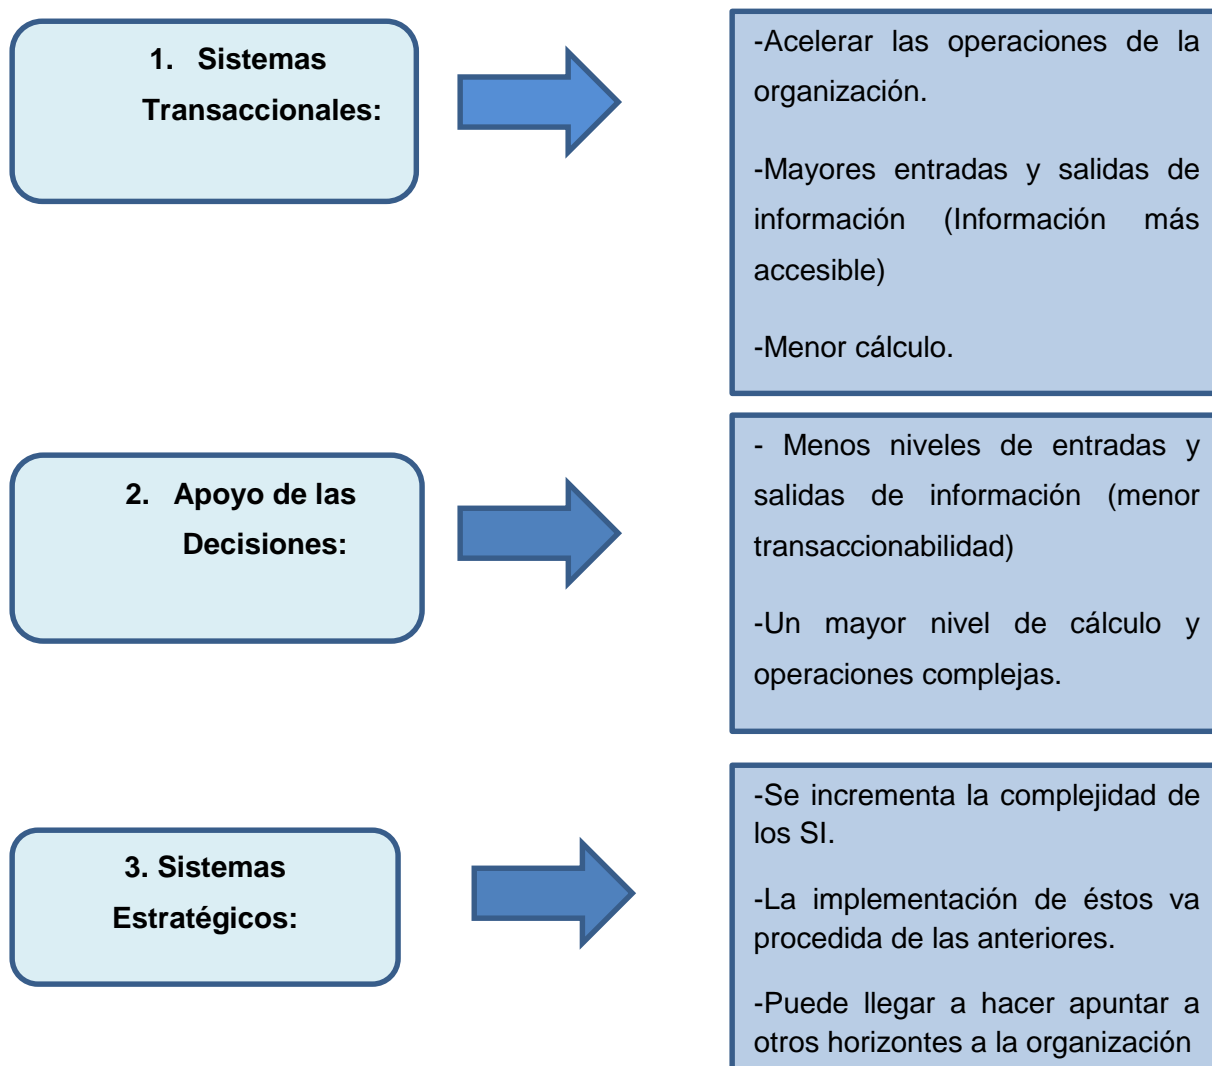 1. Sistemas
Transaccionales:
-Acelerar las operaciones de la
organización.
-Mayores entradas y salidas de
información (Información más
accesible)
-Menor cálculo.
2. Apoyo de las
Decisiones:
- Menos niveles de entradas y
salidas de información (menor
transaccionabilidad)
-Un mayor nivel de cálculo y
operaciones complejas.
3. Sistemas
Estratégicos:
-Se incrementa la complejidad de
los SI.
-La implementación de éstos va
procedida de las anteriores.
-Puede llegar a hacer apuntar a
otros horizontes a la organización